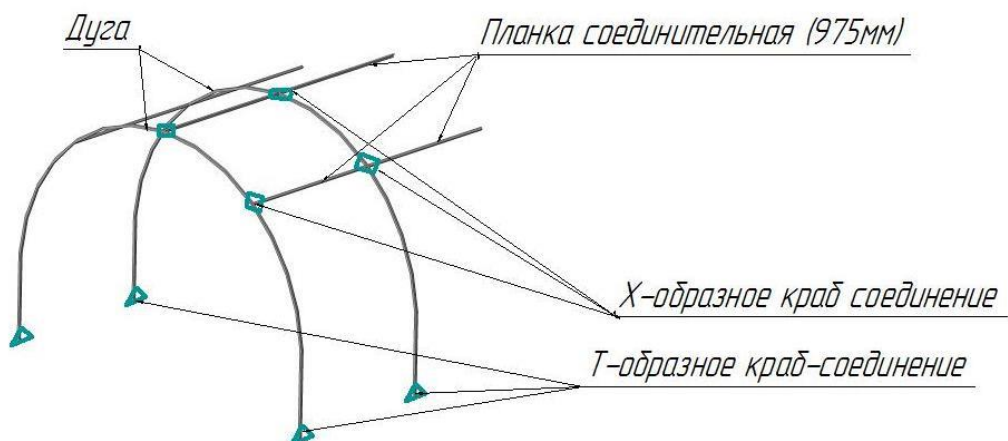 Дуга
Планка соединительная (975мм)
Х-образное краб соединение
Т-образное краб-соединение